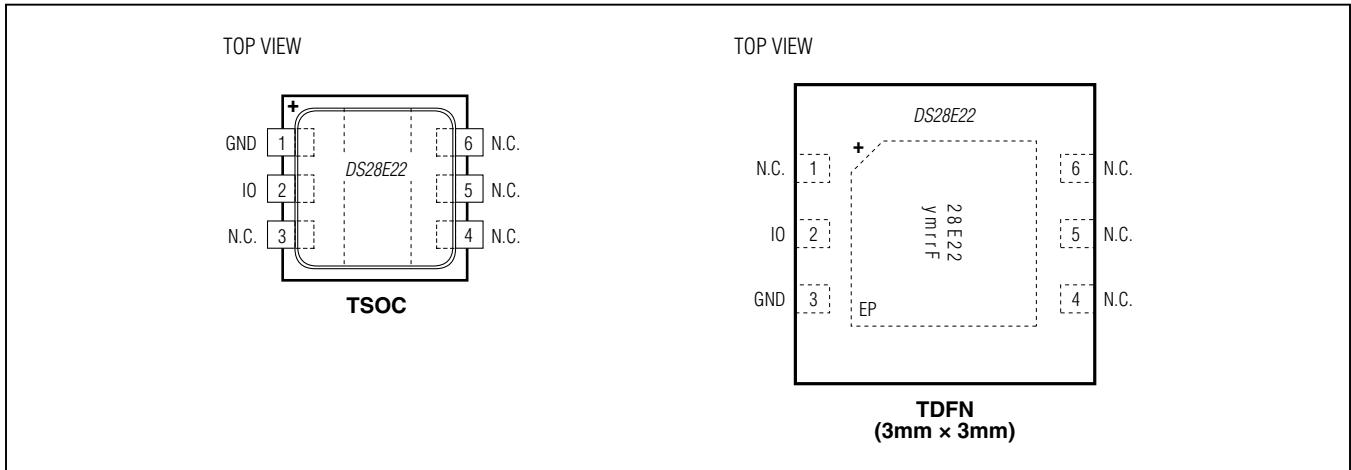 TOP VIEW
+
GND 1
IO 2
N.C. 3
DS28E22
6 N.C.
5 N.C.
4 N.C.
TSOC
TOP VIEW
DS28E22
+
N.C. 1
IO 2
GND 3
28E22
ymrrF
EP
6 N.C.
5 N.C.
4 N.C.
TDFN
(3mm × 3mm)